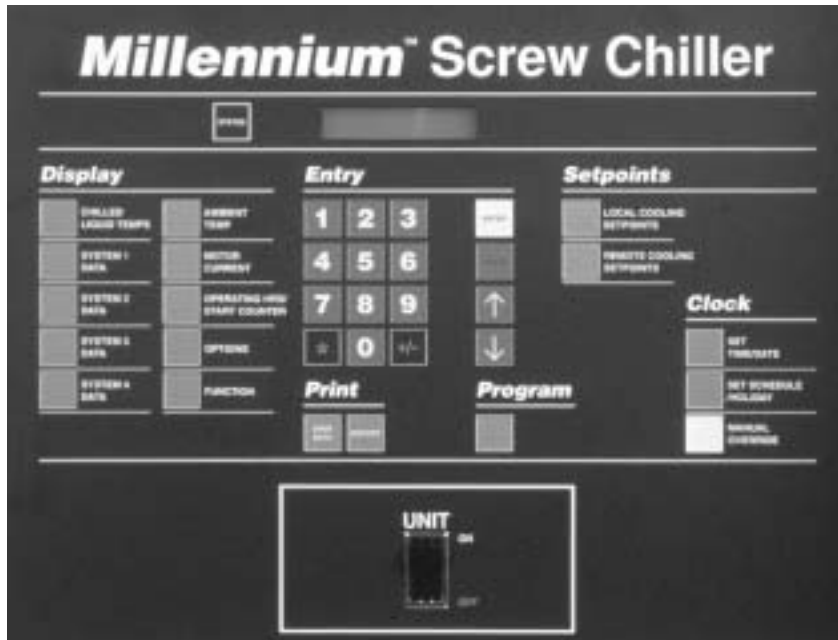 Millennium™ Screw Chiller
STATUS
Display
CHILLED
LIQUID TEMPS
SYSTEM 1
DATA
SYSTEM 2
DATA
SYSTEM 3
DATA
SYSTEM 4
DATA
AMBIENT
TEMP
MOTOR
CURRENT
OPERATING HRS/
START COUNTER
OPTIONS
FUNCTION
Entry
1 2 3
4 5 6
7 8 9
* 0 +/-
↑
↓
Print
Program
Setpoints
LOCAL COOLING
SETPOINTS
REMOTE COOLING
SETPOINTS
Clock
SET
TIME/DATE
SET SCHEDULE
/HOLIDAY
MANUAL
OVERRIDE
UNIT
ON
OFF